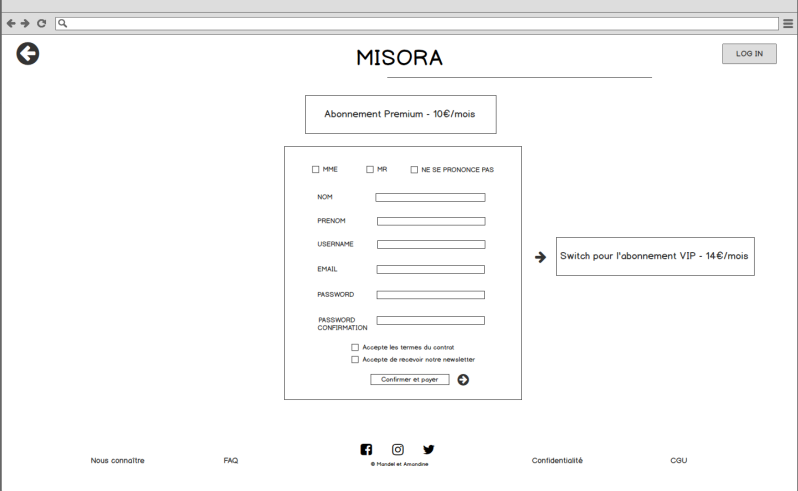 MISORA
LOG IN
Abonnement Premium - 10€/mois
MME
MR
NE SE PRONONCE PAS
NOM
PRENOM
USERNAME
EMAIL
PASSWORD
PASSWORD
CONFIRMATION
Accepte les termes du contrat
Accepte de recevoir notre newsletter
Confirmer et payer
Switch pour l'abonnement VIP - 14€/mois
Nous connaître
FAQ
© Mandel et Amandine
Confidentialité
CGU